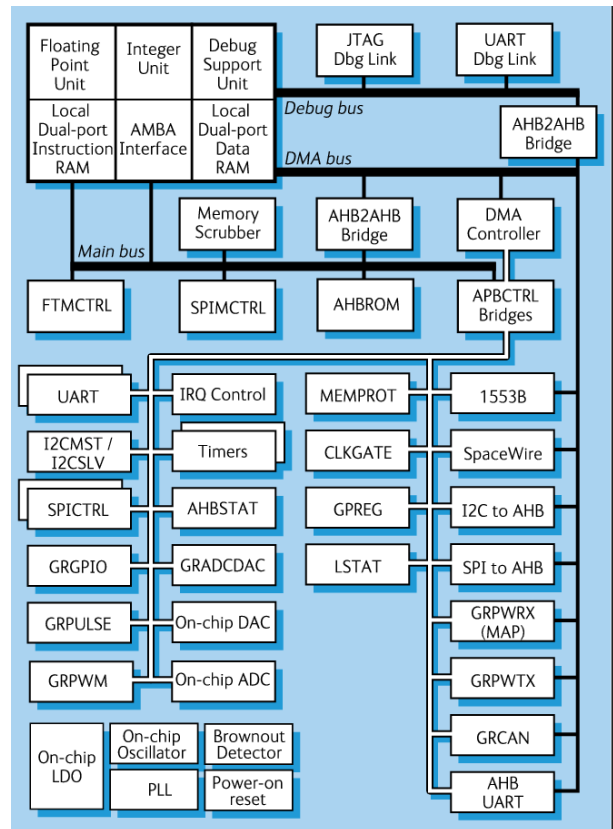 Floating
Point
Unit
Integer
Unit
Debug
Support
Unit
JTAG
Dbg Link
UART
Dbg Link
Debug bus
Local
Dual-port
Instruction
RAM
AMBA
Interface
Local
Dual-port
Data
RAM
AHB2AHB
Bridge
DMA bus
Memory
Scrubber
AHB2AHB
Bridge
DMA
Controller
Main bus
FTMCTRL
SPIMCTRL
AHBROM
APBCTRL
Bridges
UART
IRQ Control
MEMPROT
1553B
I2CMST /
I2CSLV
Timers
CLKGATE
SpaceWire
SPICTRL
AHBSTAT
GPREG
I2C to AHB
GRGPIO
GRADCDAC
LSTAT
SPI to AHB
GRPULSE
On-chip DAC
GRPWRX
(MAP)
GRPWM
On-chip ADC
GRPWTX
On-chip
LDO
On-chip
Oscillator
Brownout
Detector
GRCAN
PLL
Power-on
reset
AHB
UART